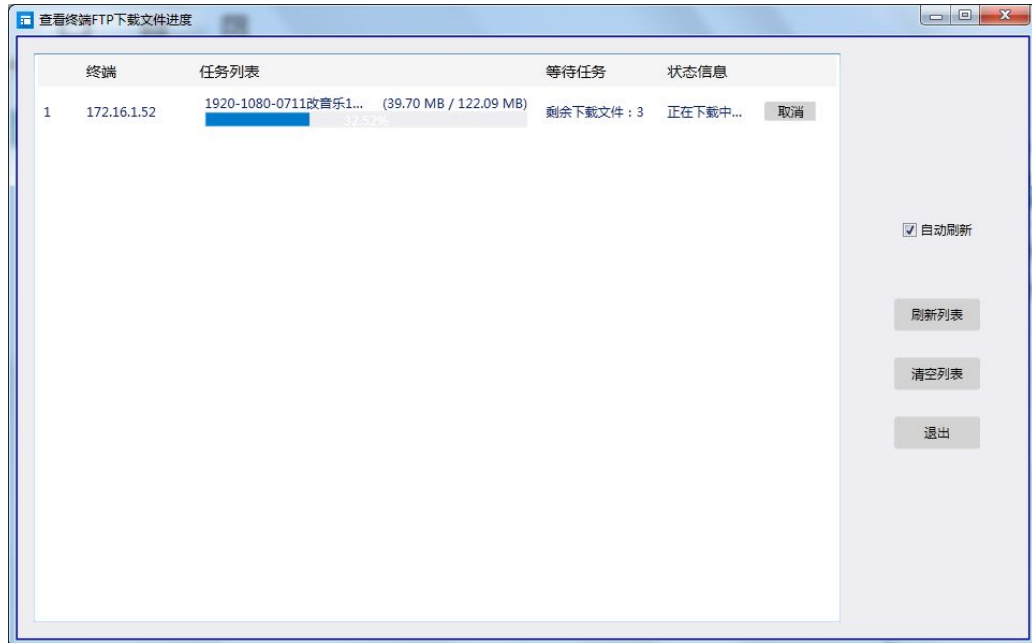 查看终端FTP下载文件进度
终端 任务列表 等待任务 状态信息
1 172.16.1.52 1920-1080-0711改音乐1... (39.70 MB / 122.09 MB) 剩余下载文件：3 正在下载中... 取消
32.52%
自动刷新
刷新列表
清空列表
退出